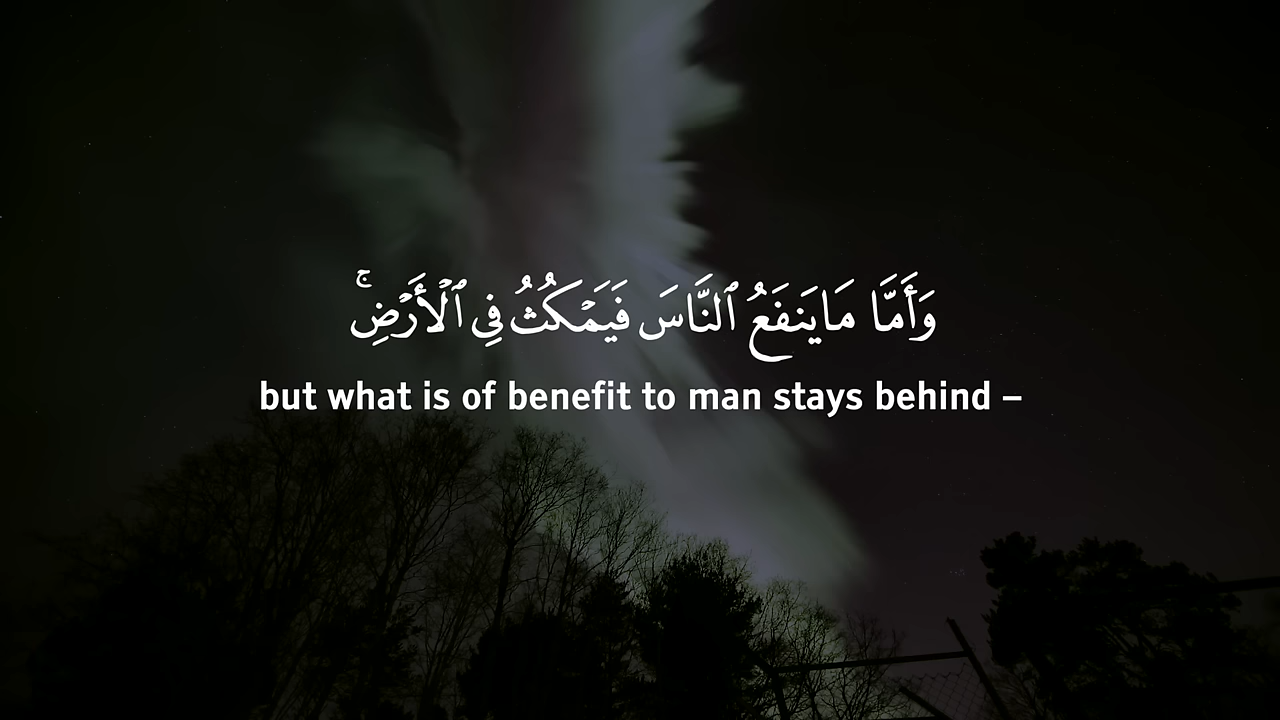 وَأَمَّا مَا يَنفَعُ ٱلنَّاسَ فَيَمْكُثُ فِى ٱلْأَرْضِ ۚ
but what is of benefit to man stays behind –